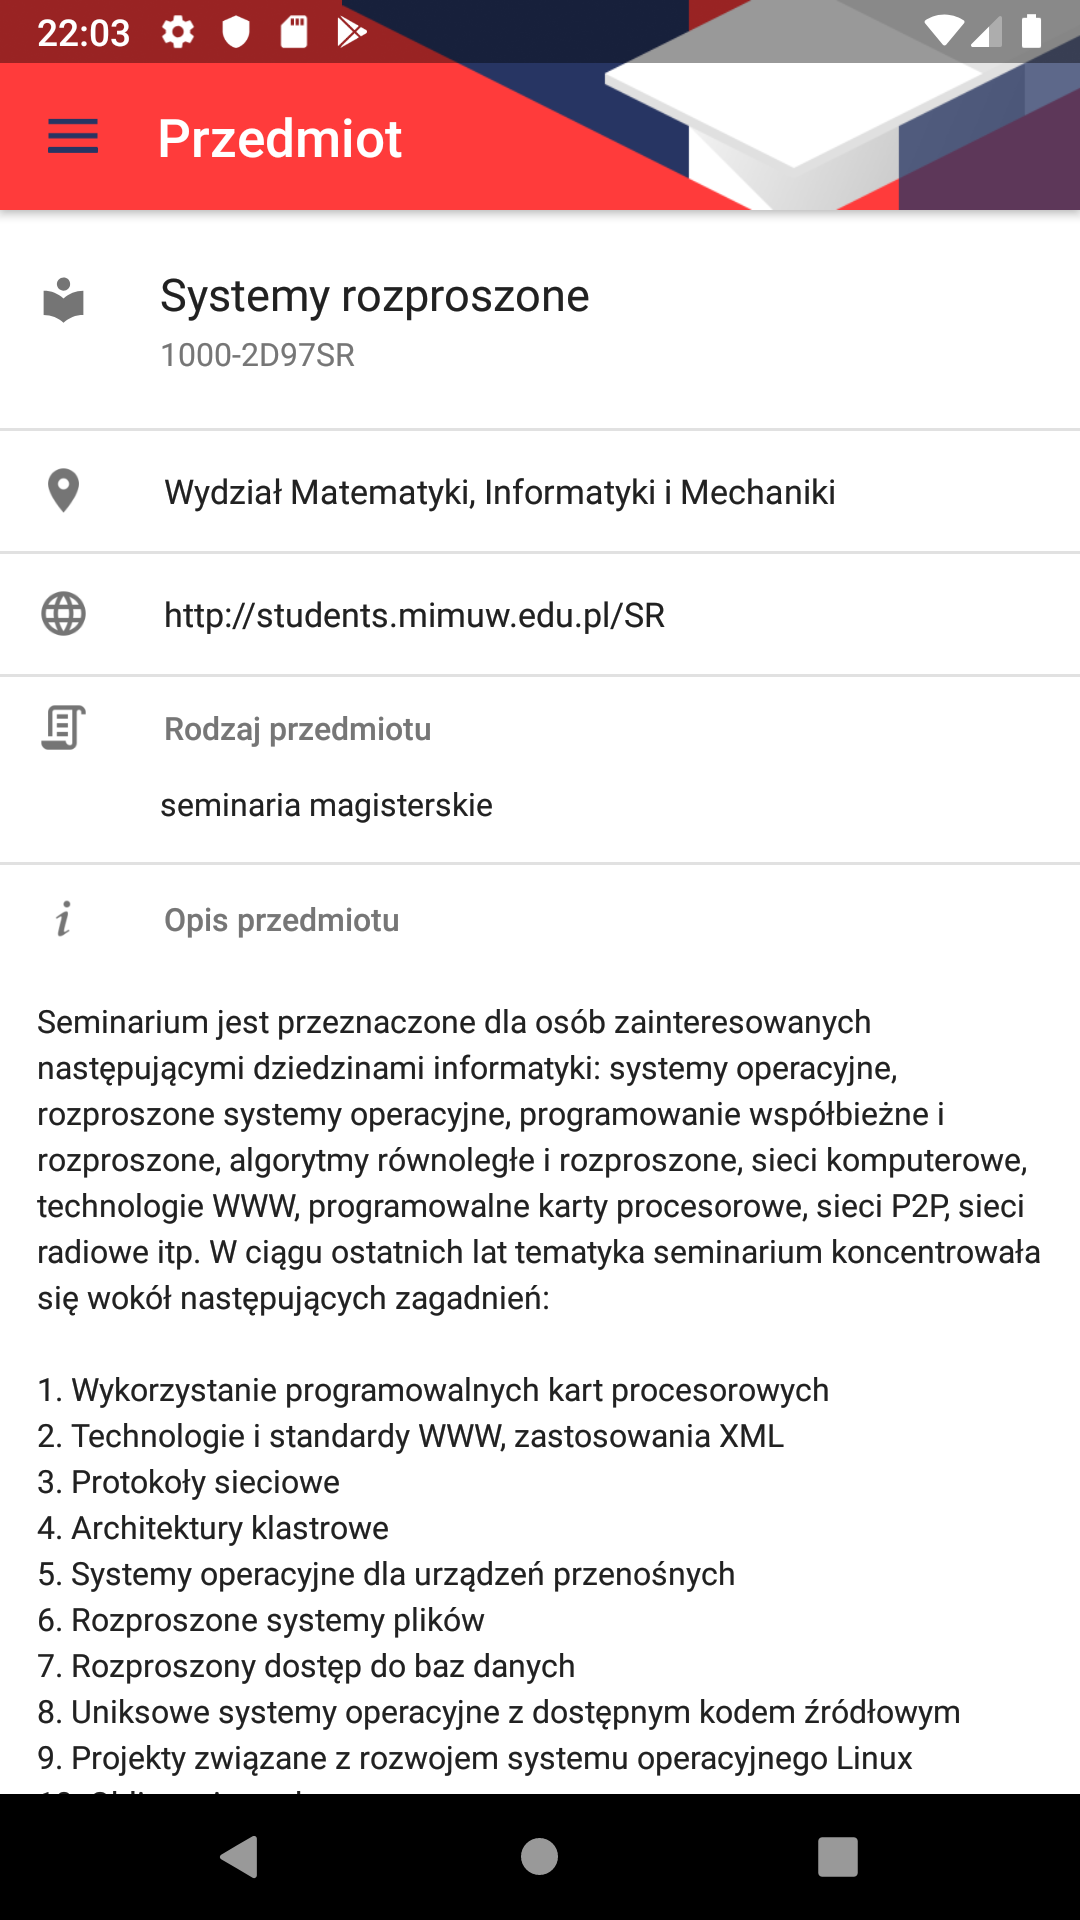 22:03
Przedmiot
Systemy rozproszone
1000-2D97SR
Wydział Matematyki, Informatyki i Mechaniki
http://students.mimuw.edu.pl/SR
Rodzaj przedmiotu
seminaria magisterskie
Opis przedmiotu
Seminarium jest przeznaczone dla osób zainteresowanych
następującymi dziedzinami informatyki: systemy operacyjne,
rozproszone systemy operacyjne, programowanie współbieżne i
rozproszone, algorytmy równoległe i rozproszone, sieci komputerowe,
technologie WWW, programowalne karty procesorowe, sieci P2P, sieci
radiowe itp. W ciągu ostatnich lat tematyka seminarium koncentrowała
się wokół następujących zagadnień:
1. Wykorzystanie programowalnych kart procesorowych
2. Technologie i standardy WWW, zastosowania XML
3. Protokoły sieciowe
4. Architektury klastrowe
5. Systemy operacyjne dla urządzeń przenośnych
6. Rozproszone systemy plików
7. Rozproszony dostęp do baz danych
8. Uniksowe systemy operacyjne z dostępnym kodem źródłowym
9. Projekty związane z rozwojem systemu operacyjnego Linux